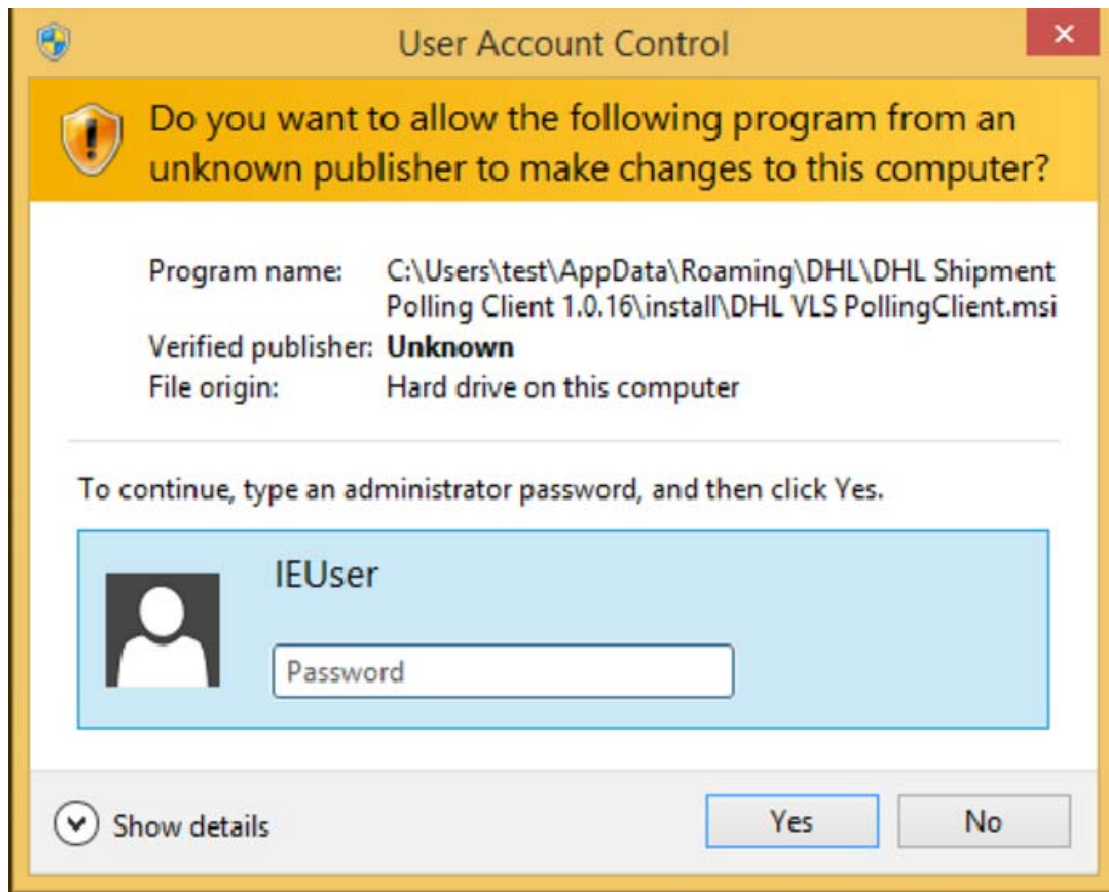 User Account Control
Do you want to allow the following program from an
unknown publisher to make changes to this computer?
Program name: C:\Users\test\AppData\Roaming\DHL\DHL Shipment
Polling Client 1.0.16\install\DHL VLS PollingClient.msi
Verified publisher: Unknown
File origin: Hard drive on this computer
To continue, type an administrator password, and then click Yes.
IEUser
Password
Show details Yes No